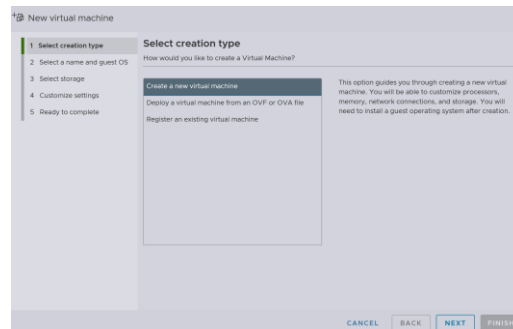 New virtual machine
1 Select creation type
2 Select a name and guest OS
3 Select storage
4 Customize settings
5 Ready to complete
Select creation type
How would you like to create a Virtual Machine?
Create a new virtual machine
Deploy a virtual machine from an OVF or OVA file
Register an existing virtual machine
This option guides you through creating a new virtual
machine. You will be able to customize processors,
memory, network connections, and storage. You will
need to install a guest operating system after creation.
CANCEL BACK NEXT FINISH